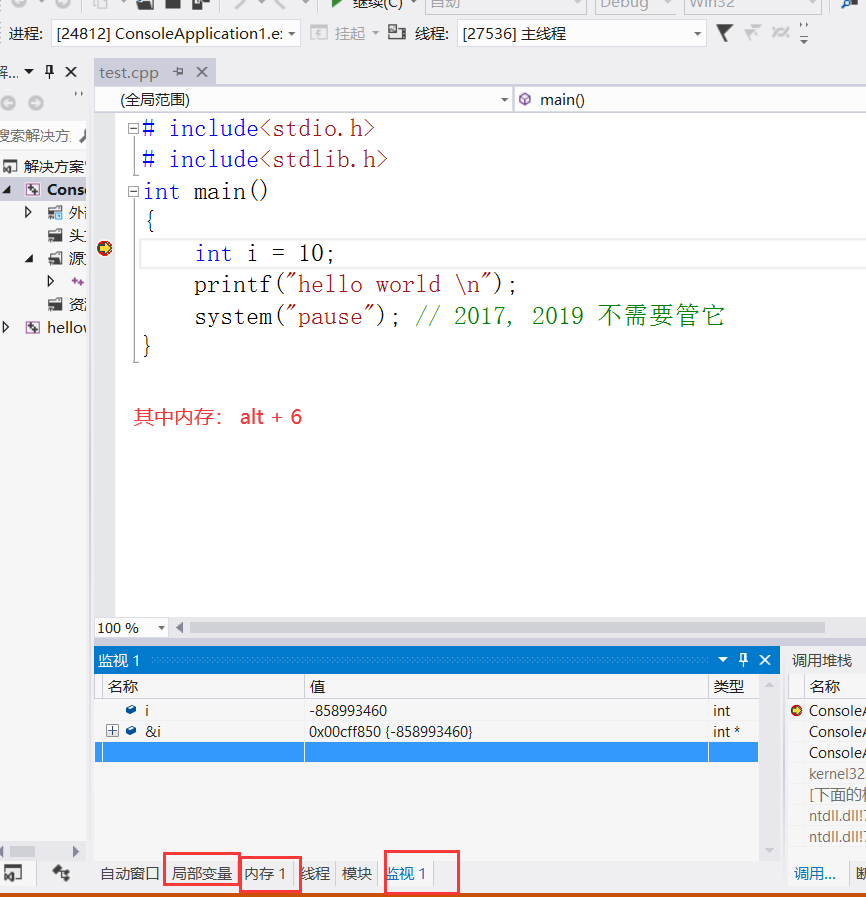 继续(C) 自动 Debug Win32
进程: [24812] ConsoleApplication1.e: 挂起 线程: [27536] 主线程
test.cpp
(全局范围) main()
搜索解决方
解决方案'
Cons
外
头
源
资
hellow
# include<stdio.h>
# include<stdlib.h>
int main()
{
int i = 10;
printf("hello world \n");
system("pause"); // 2017, 2019 不需要管它
}
其中内存： alt + 6
100 %
监视 1
名称 值 类型
i -858993460 int
&i 0x00cff850 {-858993460} int *
调用堆栈
名称
ConsoleA
ConsoleA
ConsoleA
kernel32.
[下面的
ntdll.dll!7
ntdll.dll!
自动窗口 局部变量 内存 1 线程 模块 监视 1
调用... 断